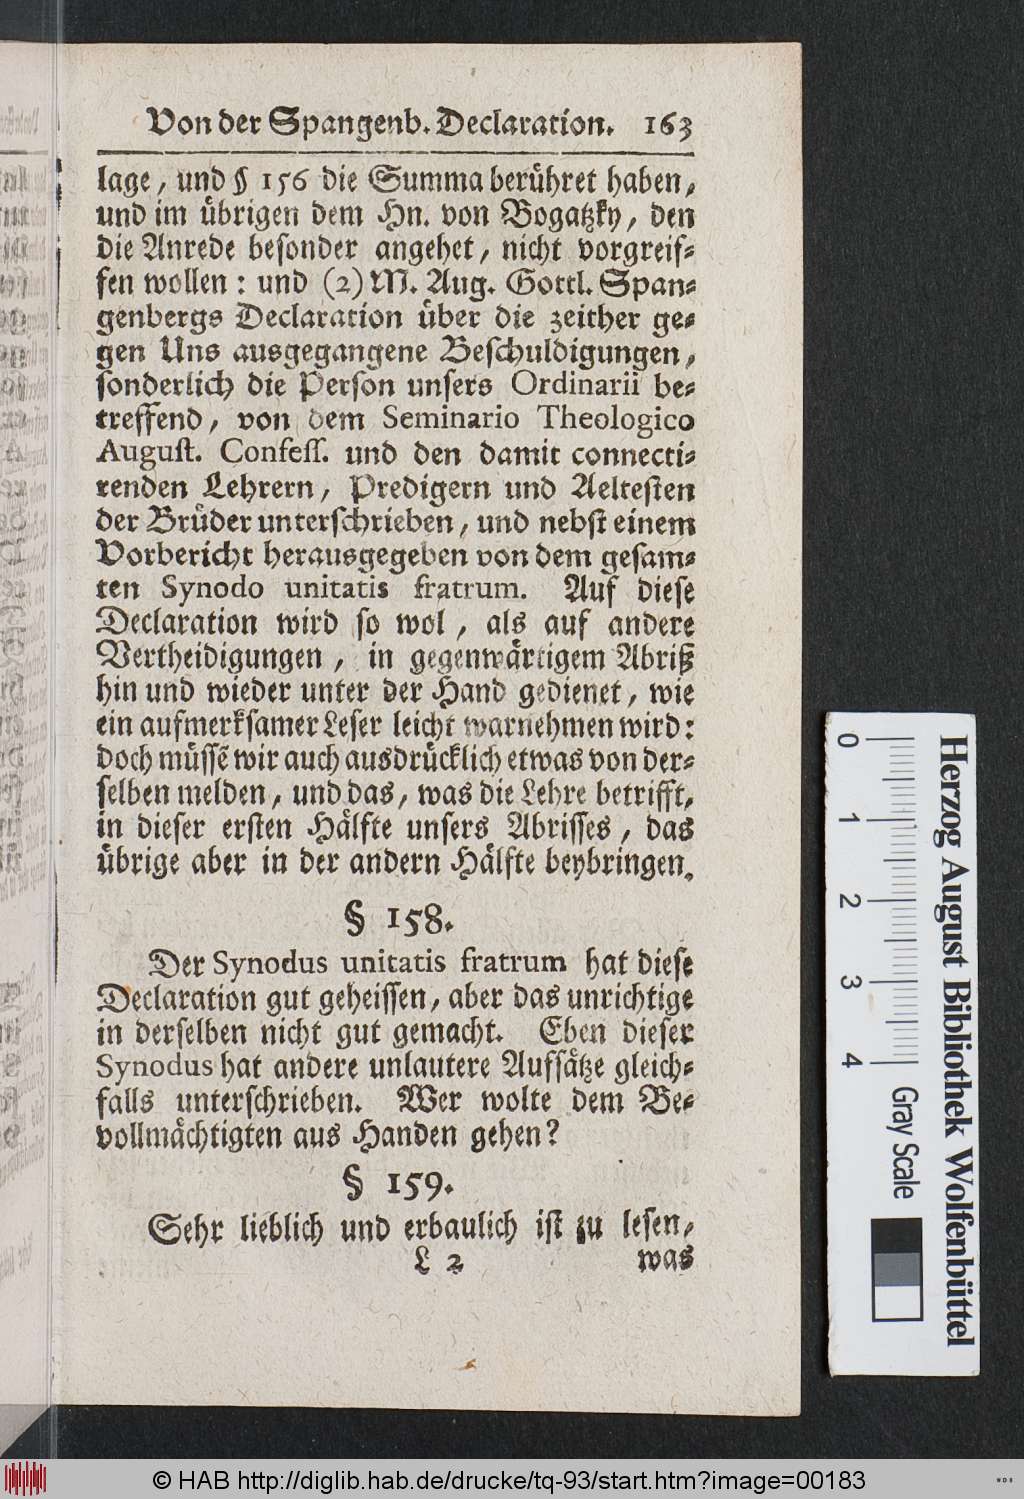 Von der Spangenb. Declaration. 163
lage, und § 156 die Summa berühret haben,
und im übrigen dem Hn. von Bogatzky, den
die Anrede besonder angehet, nicht vorgreif-
fen wollen: und (2) M. Aug. Gottl. Span-
genbergs Declaration über die zeither ge-
gen Uns ausgegangene Beschuldigungen,
sonderlich die Person unsers Ordinarii be-
treffend, von dem Seminario Theologico
August. Confess. und den damit connecti-
renden Lehrern, Predigern und Aeltesten
der Brüder unterschrieben, und nebst einem
Vorbericht herausgegeben von dem gesam-
ten Synodo unitatis fratrum. Auf diese
Declaration wird so wol, als auf andere
Vertheidigungen, in gegenwärtigem Abriß
hin und wieder unter der Hand gedienet, wie
ein aufmerksamer Leser leicht warnehmen wird:
doch müssẽ wir auch ausdrücklich etwas von der-
selben melden, und das, was die Lehre betrifft,
in dieser ersten Hälfte unsers Abrisses, das
übrige aber in der andern Hälfte beybringen.
§ 158.
Der Synodus unitatis fratrum hat diese
Declaration gut geheissen, aber das unrichtige
in derselben nicht gut gemacht. Eben dieser
Synodus hat andere unlautere Aufsätze gleich-
falls unterschrieben. Wer wolte dem Be-
vollmächtigten aus Handen gehen?
§ 159.
Sehr lieblich und erbaulich ist zu lesen,
L 2 was
Herzog August Bibliothek Wolfenbüttel
0 1 2 3 4 Gray Scale
© HAB http://diglib.hab.de/drucke/tq-93/start.htm?image=00183